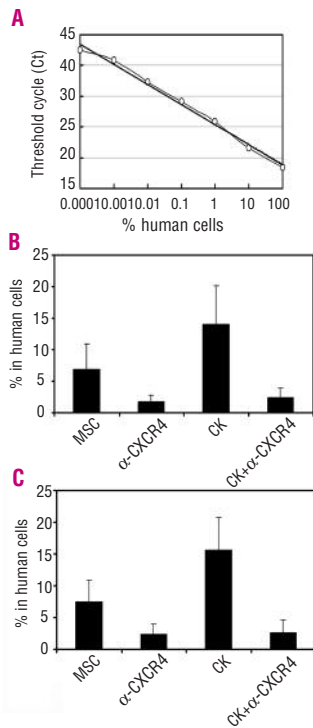 A
Threshold cycle (Ct)
45
40
35
30
25
20
15
0.0001 0.001 0.01 0.1 1 10 100
% human cells
B
% in human cells
25
20
15
10
5
0
MSC α-CXCR4 CK CK+α-CXCR4
C
% in human cells
25
20
15
10
5
0
MSC α-CXCR4 CK CK+α-CXCR4